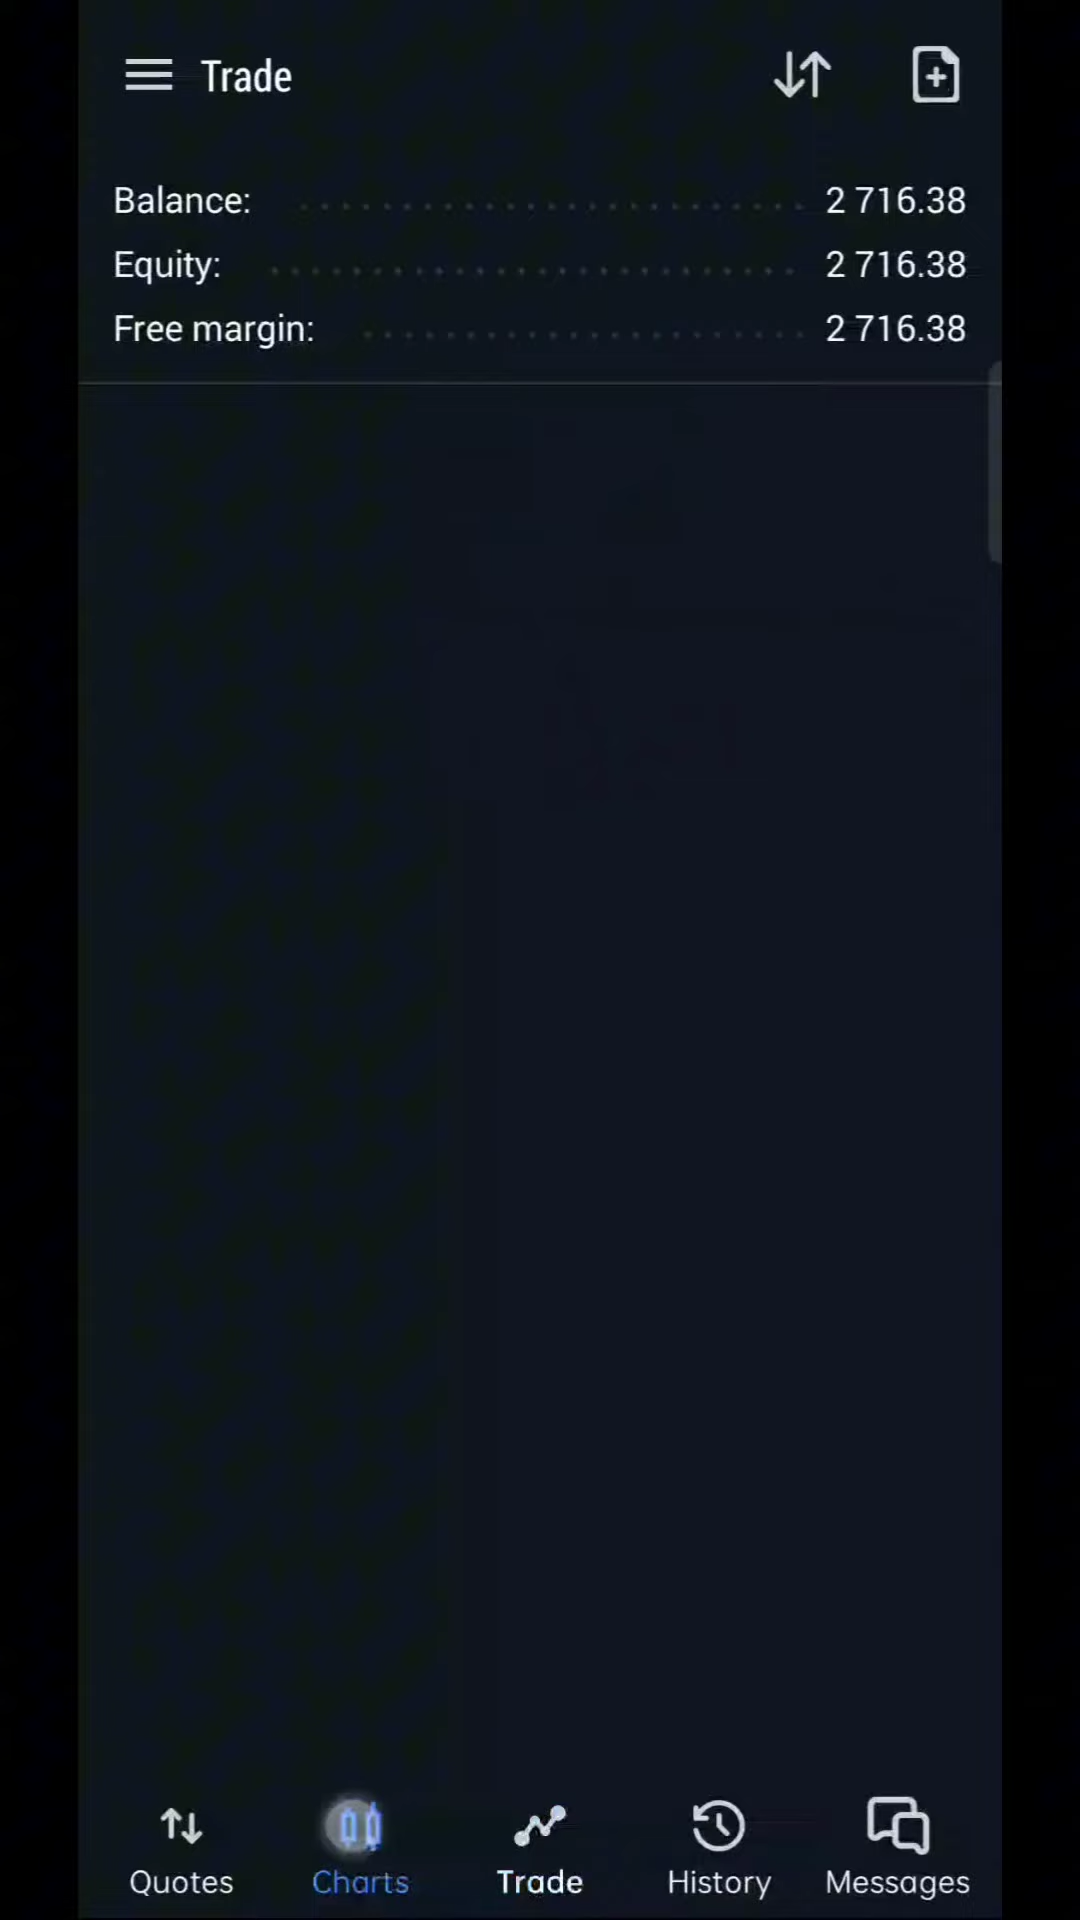 Trade
Balance: 2 716.38
Equity: 2 716.38
Free margin: 2 716.38
Quotes Charts Trade History Messages